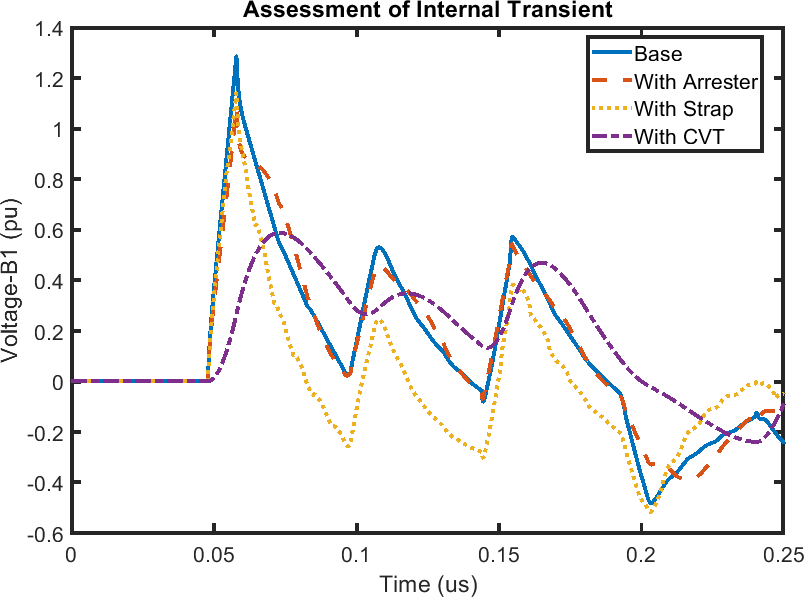 Assessment of Internal Transient
Voltage-B1 (pu)
1.4
1.2
1
0.8
0.6
0.4
0.2
0
-0.2
-0.4
-0.6
Base
With Arrester
With Strap
With CVT
0
0.05
0.1
0.15
0.2
0.25
Time (us)